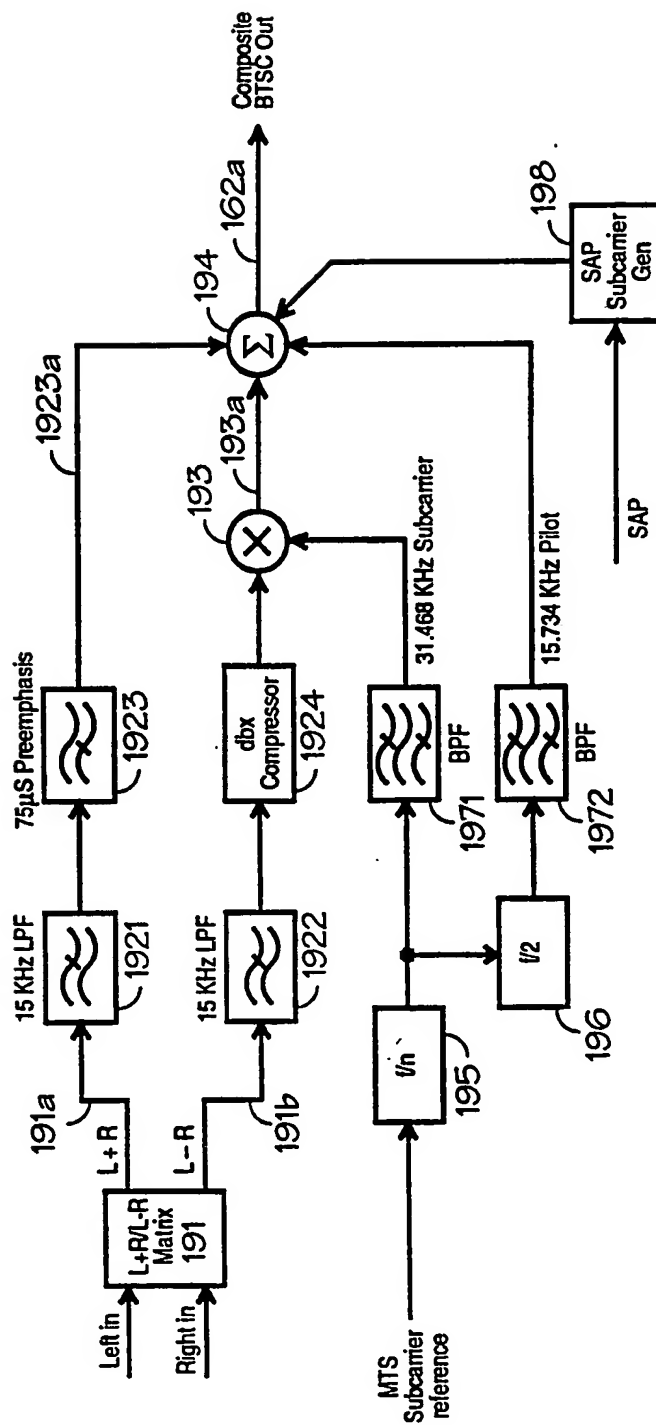 Left in
Right in
L+R/L-R
Matrix
191
L+R
191a
L-R
191b
15 KHz LPF
1921
15 KHz LPF
1922
75µS Preemphasis
1923
1923a
dbx
Compressor
1924
193
193a
194
Σ
162a
Composite
BTSC Out
MTS
Subcarrier
reference
f/n
195
f/2
196
BPF
1971
31.468 KHz Subcarrier
BPF
1972
15.734 KHz Pilot
SAP
SAP
Subcarrier
Gen
198